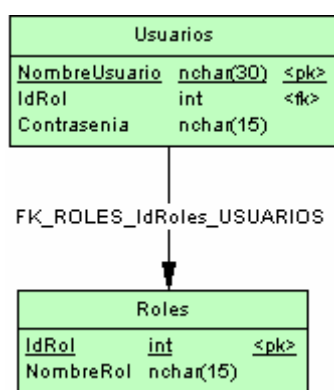 Usuarios
NombreUsuario nchar(30) <pk>
IdRol int <fk>
Contrasenia nchar(15)
FK_ROLES_IdRoles_USUARIOS
Roles
IdRol int <pk>
NombreRol nchar(15)